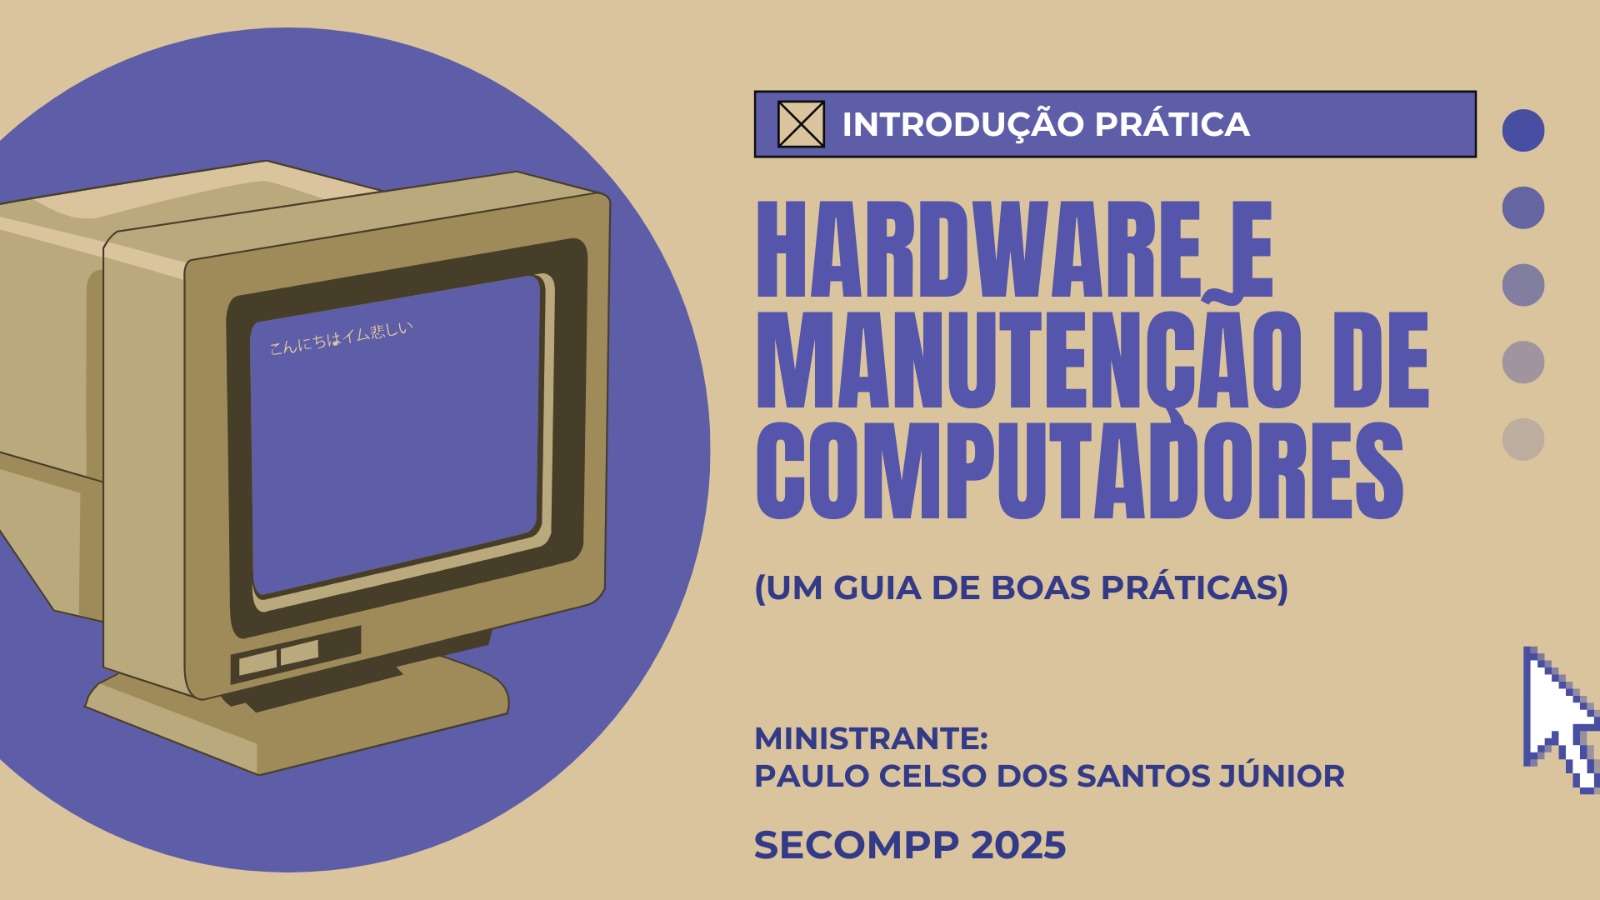 INTRODUÇÃO PRÁTICA
HARDWARE E
MANUTENÇÃO DE
COMPUTADORES
(UM GUIA DE BOAS PRÁTICAS)
MINISTRANTE:
PAULO CELSO DOS SANTOS JÚNIOR
SECOMPP 2025
こんにちはイム悲しい